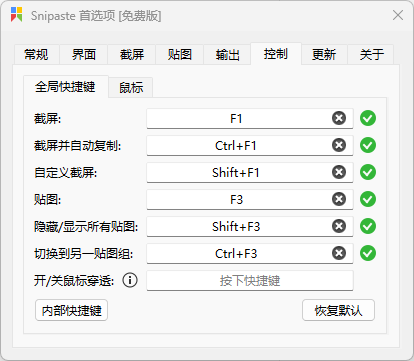 Snipaste 首选项 [免费版]
常规 界面 截屏 贴图 输出 控制 更新 关于
全局快捷键 鼠标
截屏: F1
截屏并自动复制: Ctrl+F1
自定义截屏: Shift+F1
贴图: F3
隐藏/显示所有贴图: Shift+F3
切换到另一贴图组: Ctrl+F3
开/关鼠标穿透: 按下快捷键
内部快捷键 恢复默认